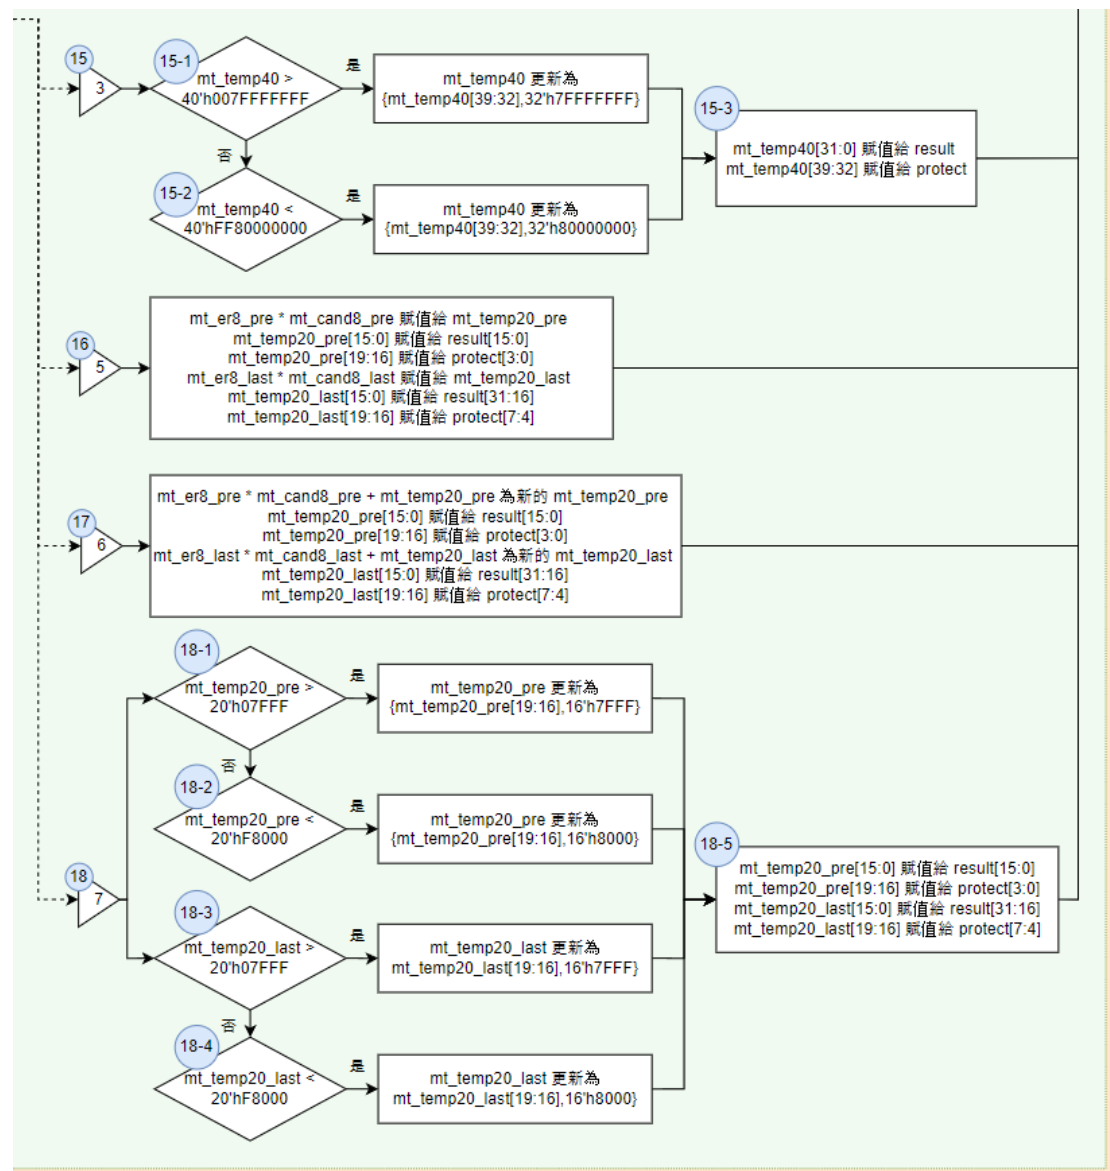 15
3
15-1
mt_temp40 >
40'h007FFFFFFF
是
mt_temp40 更新為
{mt_temp40[39:32],32'h7FFFFFFF}
否
15-2
mt_temp40 <
40'hFF80000000
是
mt_temp40 更新為
{mt_temp40[39:32],32'h80000000}
15-3
mt_temp40[31:0] 賦值給 result
mt_temp40[39:32] 賦值給 protect
16
5
mt_er8_pre * mt_cand8_pre 賦值給 mt_temp20_pre
mt_temp20_pre[15:0] 賦值給 result[15:0]
mt_temp20_pre[19:16] 賦值給 protect[3:0]
mt_er8_last * mt_cand8_last 賦值給 mt_temp20_last
mt_temp20_last[15:0] 賦值給 result[31:16]
mt_temp20_last[19:16] 賦值給 protect[7:4]
17
6
mt_er8_pre * mt_cand8_pre + mt_temp20_pre 為新的 mt_temp20_pre
mt_temp20_pre[15:0] 賦值給 result[15:0]
mt_temp20_pre[19:16] 賦值給 protect[3:0]
mt_er8_last * mt_cand8_last + mt_temp20_last 為新的 mt_temp20_last
mt_temp20_last[15:0] 賦值給 result[31:16]
mt_temp20_last[19:16] 賦值給 protect[7:4]
18
7
18-1
mt_temp20_pre >
20'h07FFF
是
mt_temp20_pre 更新為
{mt_temp20_pre[19:16],16'h7FFF}
否
18-2
mt_temp20_pre <
20'hF8000
是
mt_temp20_pre 更新為
{mt_temp20_pre[19:16],16'h8000}
18-3
mt_temp20_last >
20'h07FFF
是
mt_temp20_last 更新為
mt_temp20_last[19:16],16'h7FFF}
否
18-4
mt_temp20_last <
20'hF8000
是
mt_temp20_last 更新為
mt_temp20_last[19:16],16'h8000}
18-5
mt_temp20_pre[15:0] 賦值給 result[15:0]
mt_temp20_pre[19:16] 賦值給 protect[3:0]
mt_temp20_last[15:0] 賦值給 result[31:16]
mt_temp20_last[19:16] 賦值給 protect[7:4]